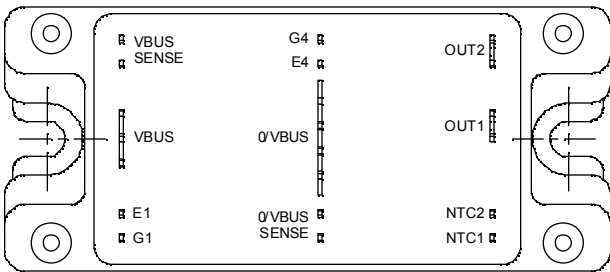 VBUS
SENSE
G4
E4
OUT2
VBUS
0/VBUS
OUT1
E1
G1
0/VBUS
SENSE
NTC2
NTC1